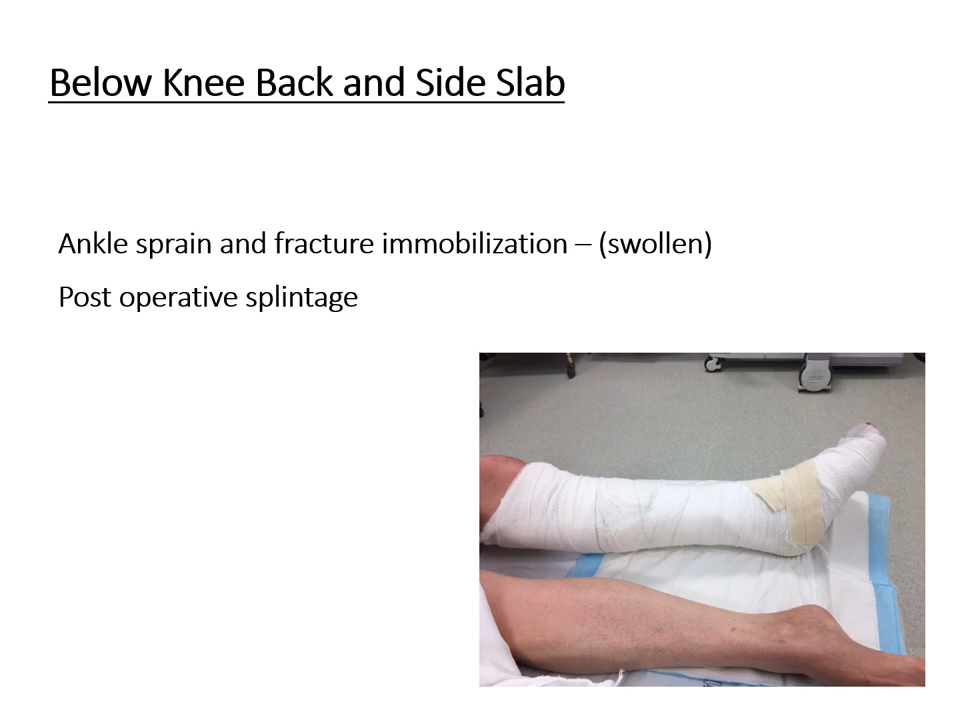 Below Knee Back and Side Slab
Ankle sprain and fracture immobilization – (swollen)
Post operative splintage